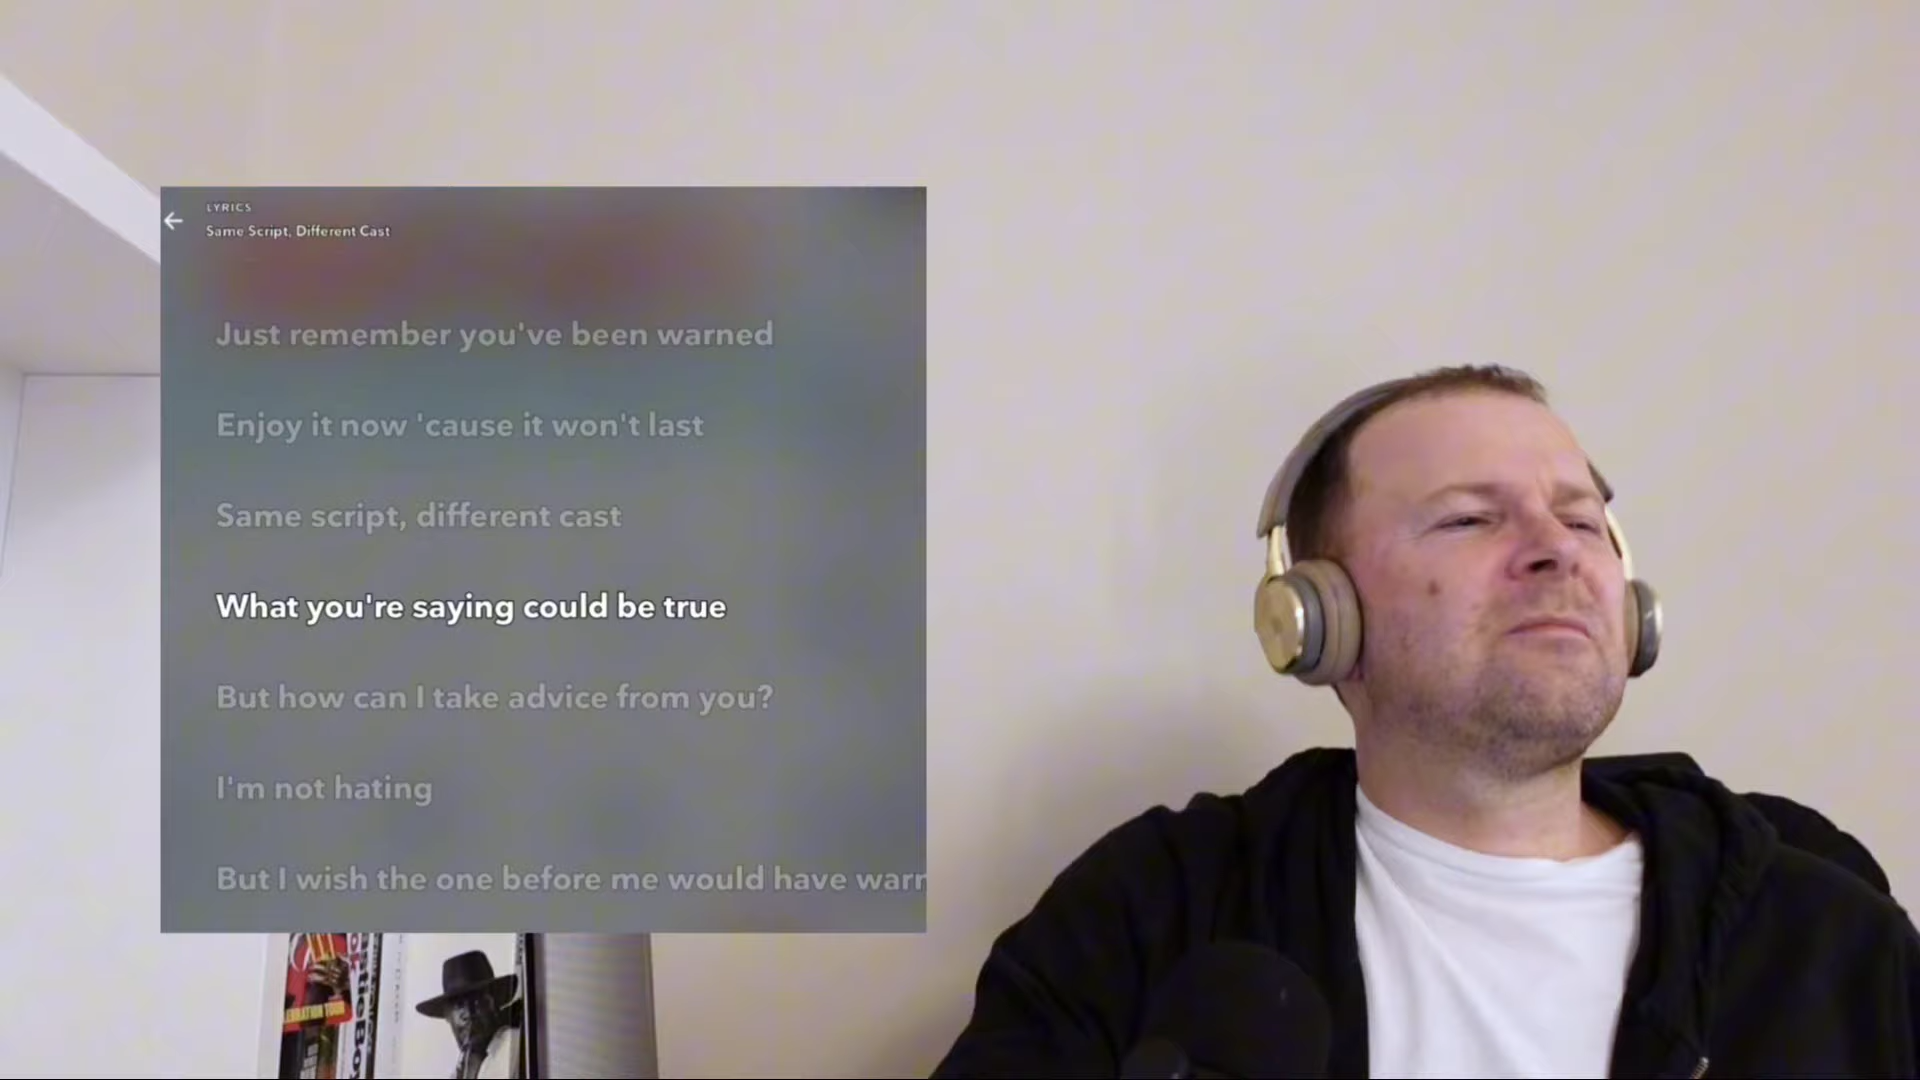 LYRICS
Same Script, Different Cast
Just remember you've been warned
Enjoy it now 'cause it won't last
Same script, different cast
What you're saying could be true
But how can I take advice from you?
I'm not hating
But I wish the one before me would have warn